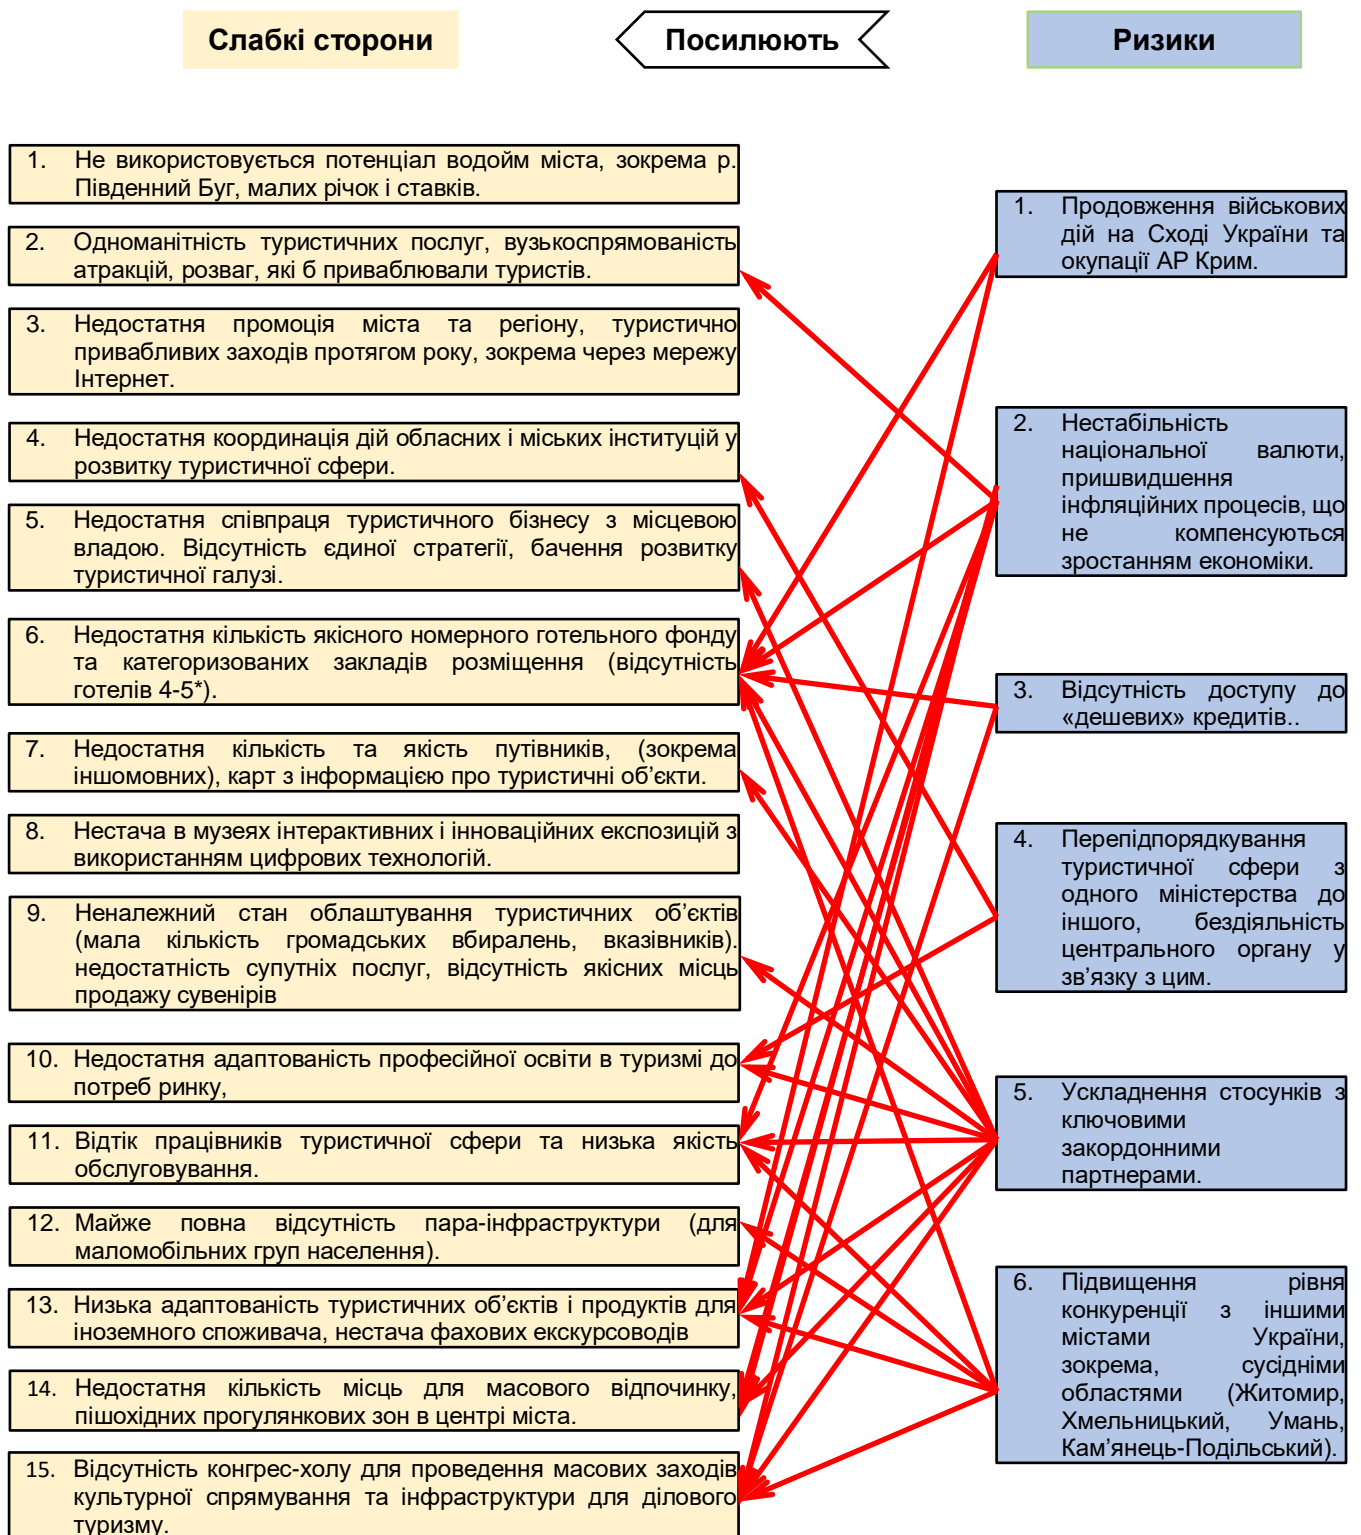 Слабкі сторони
Посилюють
Ризики
1. Не використовується потенціал водойм міста, зокрема р.
Південний Буг, малих річок і ставків.
2. Одноманітність туристичних послуг, вузькоспрямованість
атракцій, розваг, які б приваблювали туристів.
3. Недостатня промоція міста та регіону, туристично
привабливих заходів протягом року, зокрема через мережу
Інтернет.
4. Недостатня координація дій обласних і міських інституцій у
розвитку туристичної сфери.
5. Недостатня співпраця туристичного бізнесу з місцевою
владою. Відсутність єдиної стратегії, бачення розвитку
туристичної галузі.
6. Недостатня кількість якісного номерного готельного фонду
та категоризованих закладів розміщення (відсутність
готелів 4-5*).
7. Недостатня кількість та якість путівників, (зокрема
іншомовних), карт з інформацією про туристичні об’єкти.
8. Нестача в музеях інтерактивних і інноваційних експозицій з
використанням цифрових технологій.
9. Неналежний стан облаштування туристичних об’єктів
(мала кількість громадських вбиралень, вказівників).
недостатність супутніх послуг, відсутність якісних місць
продажу сувенірів
10. Недостатня адаптованість професійної освіти в туризмі до
потреб ринку,
11. Відтік працівників туристичної сфери та низька якість
обслуговування.
12. Майже повна відсутність пара-інфраструктури (для
маломобільних груп населення).
13. Низька адаптованість туристичних об’єктів і продуктів для
іноземного споживача, нестача фахових екскурсоводів
14. Недостатня кількість місць для масового відпочинку,
пішохідних прогулянкових зон в центрі міста.
15. Відсутність конгрес-холу для проведення масових заходів
культурної спрямування та інфраструктури для ділового
туризму.
1. Продовження військових
дій на Сході України та
окупації АР Крим.
2. Нестабільність
національної валюти,
пришвидшення
інфляційних процесів, що
не компенсуються
зростанням економіки.
3. Відсутність доступу до
«дешевих» кредитів..
4. Перепідпорядкування
туристичної сфери з
одного міністерства до
іншого, бездіяльність
центрального органу у
зв’язку з цим.
5. Ускладнення стосунків з
ключовими
закордонними
партнерами.
6. Підвищення рівня
конкуренції з іншими
містами України,
зокрема, сусідніми
областями (Житомир,
Хмельницький, Умань,
Кам’янець-Подільський).